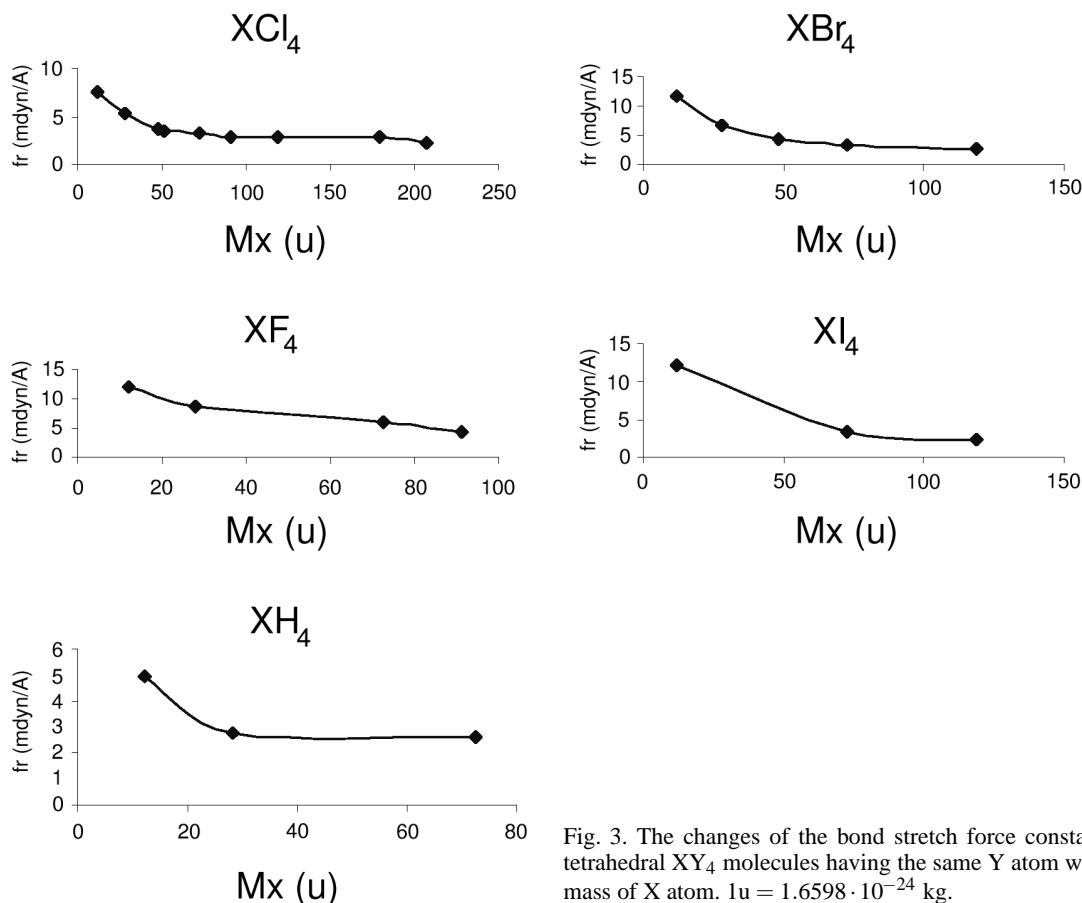 XCl4
fr (mdyn/A)
10
5
0
0 50 100 150 200 250
Mx (u)
XBr4
fr (mdyn/A)
15
10
5
0
0 50 100 150
Mx (u)
XF4
fr (mdyn/A)
15
10
5
0
0 20 40 60 80 100
Mx (u)
XI4
fr (mdyn/A)
15
10
5
0
0 50 100 150
Mx (u)
XH4
fr (mdyn/A)
6
5
4
3
2
1
0
0 20 40 60 80
Mx (u)
Fig. 3. The changes of the bond stretch force consta
tetrahedral XY4 molecules having the same Y atom w
mass of X atom. 1u = 1.6598 · 10−24 kg.